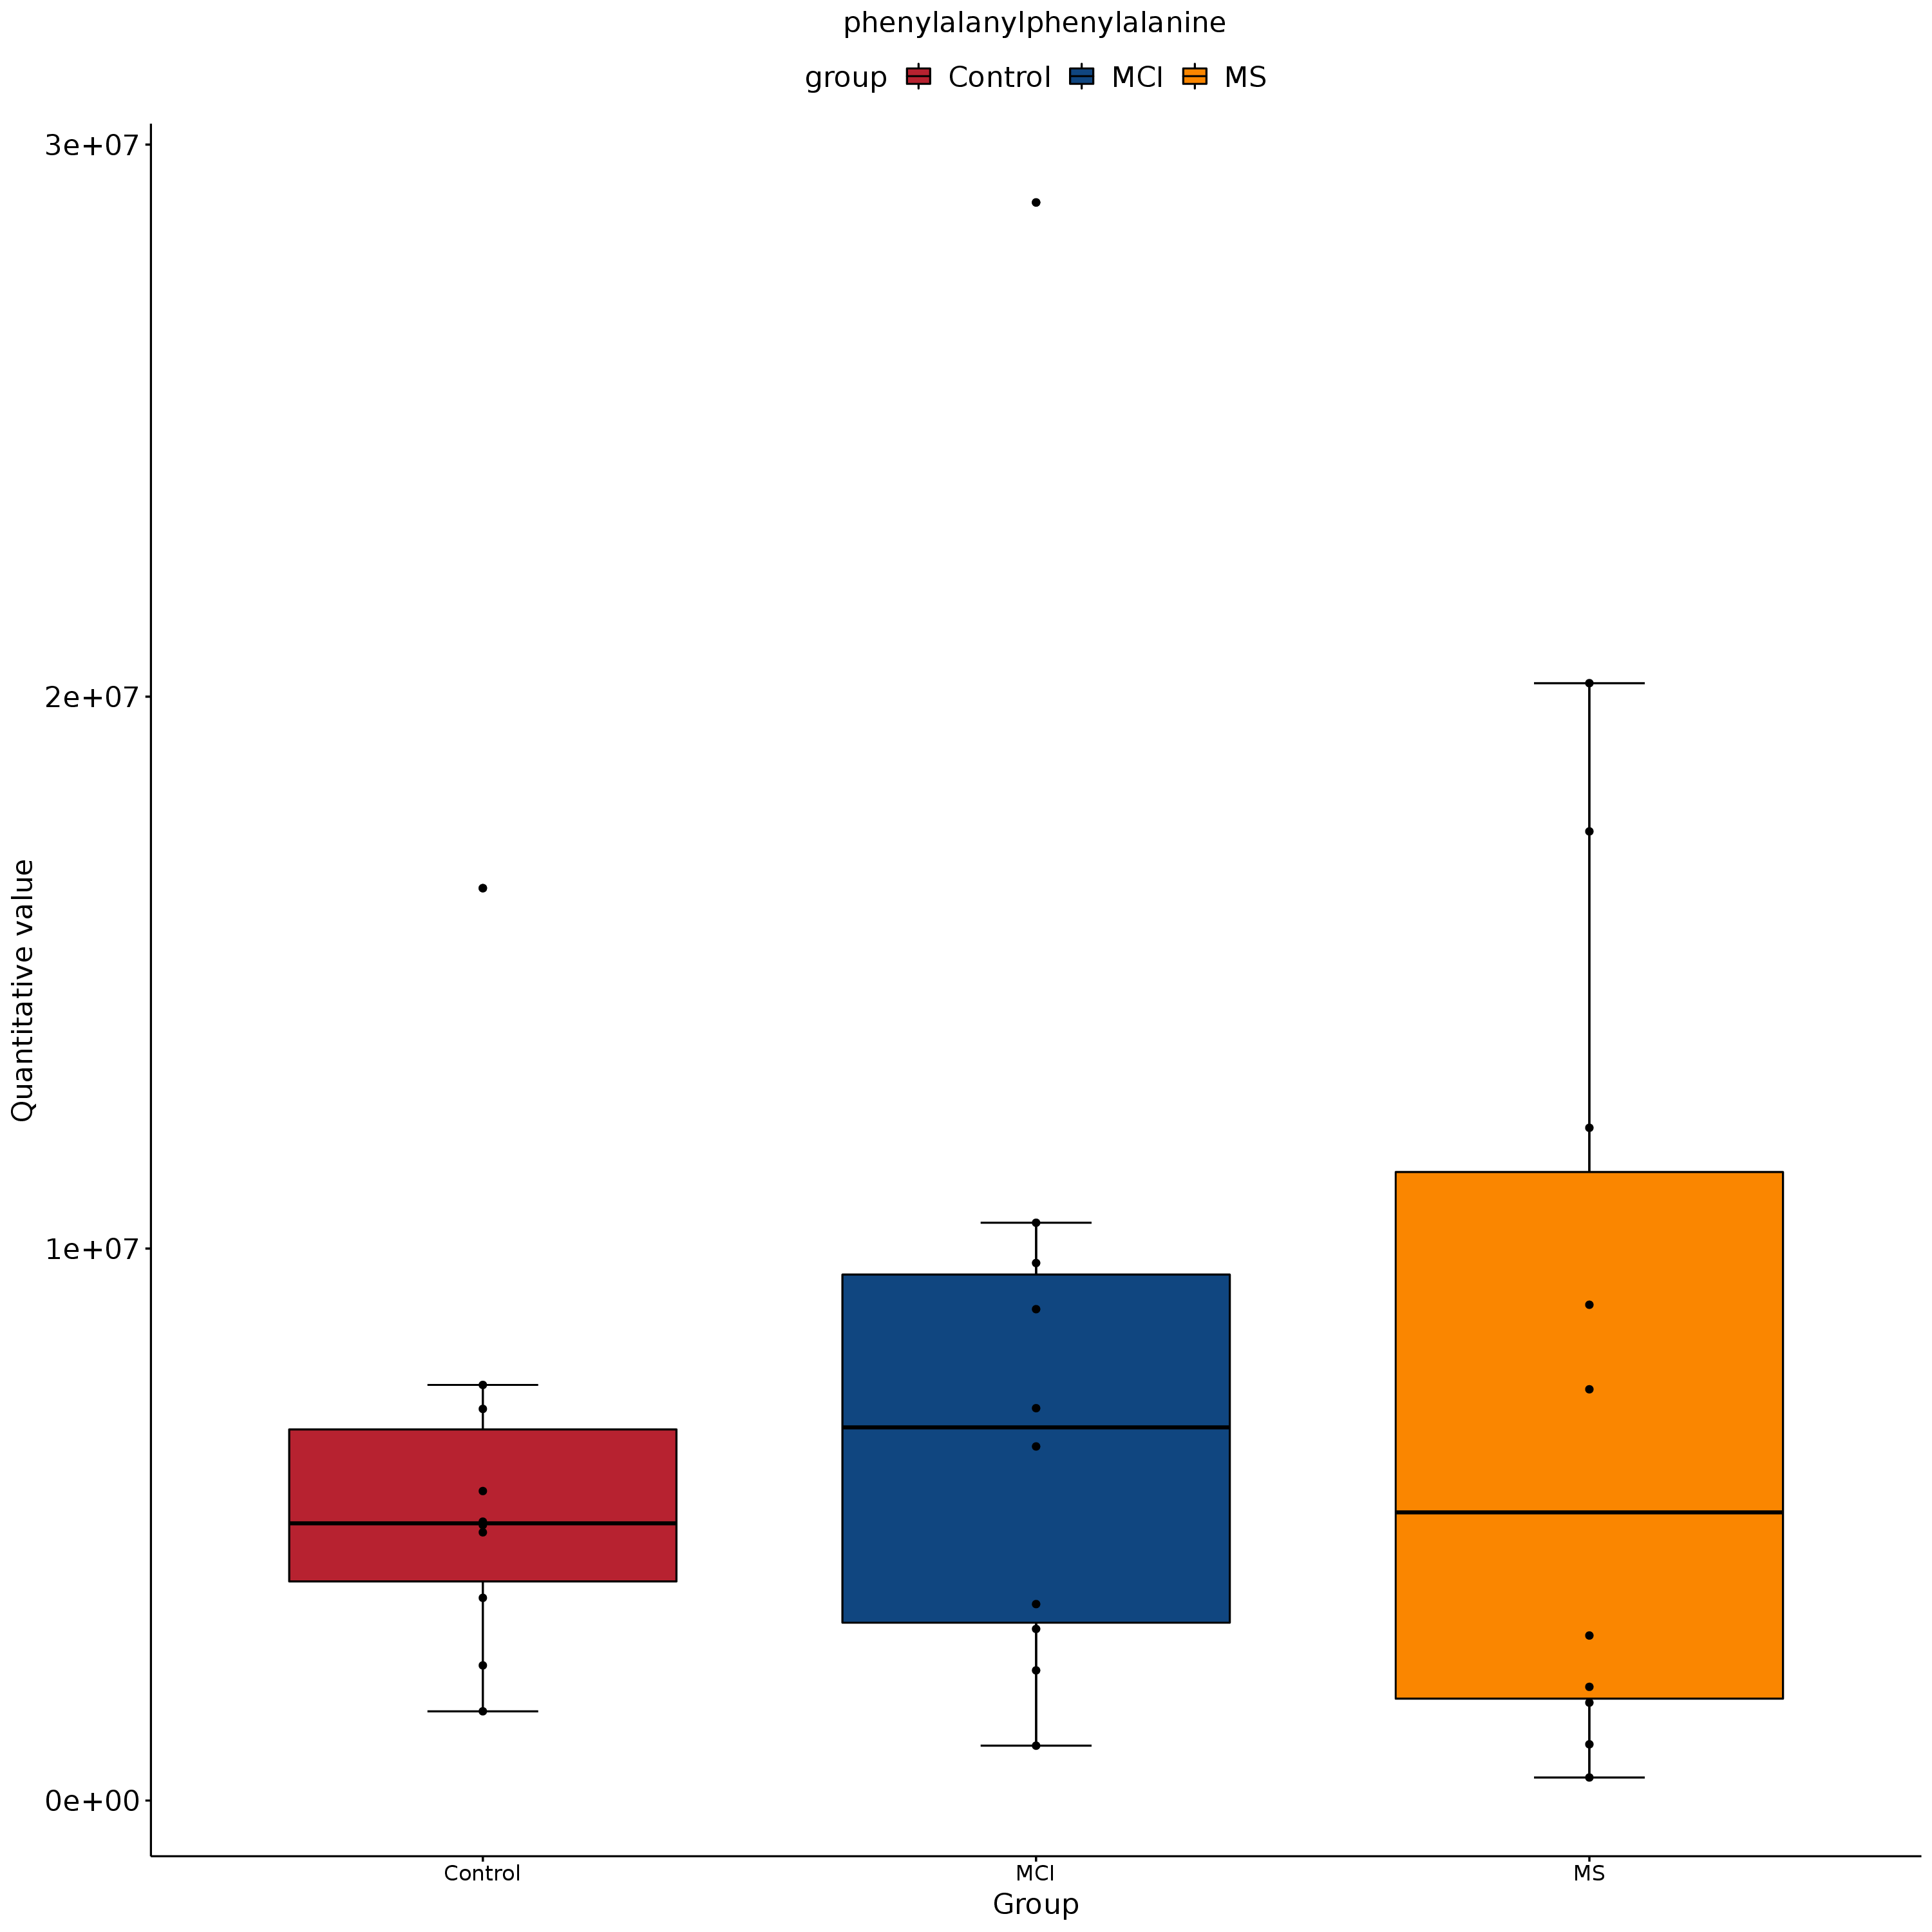 phenylalanylphenylalanine
group Control MCI MS
3e+07
2e+07
1e+07
0e+00
Quantitative value
Control MCI MS
Group